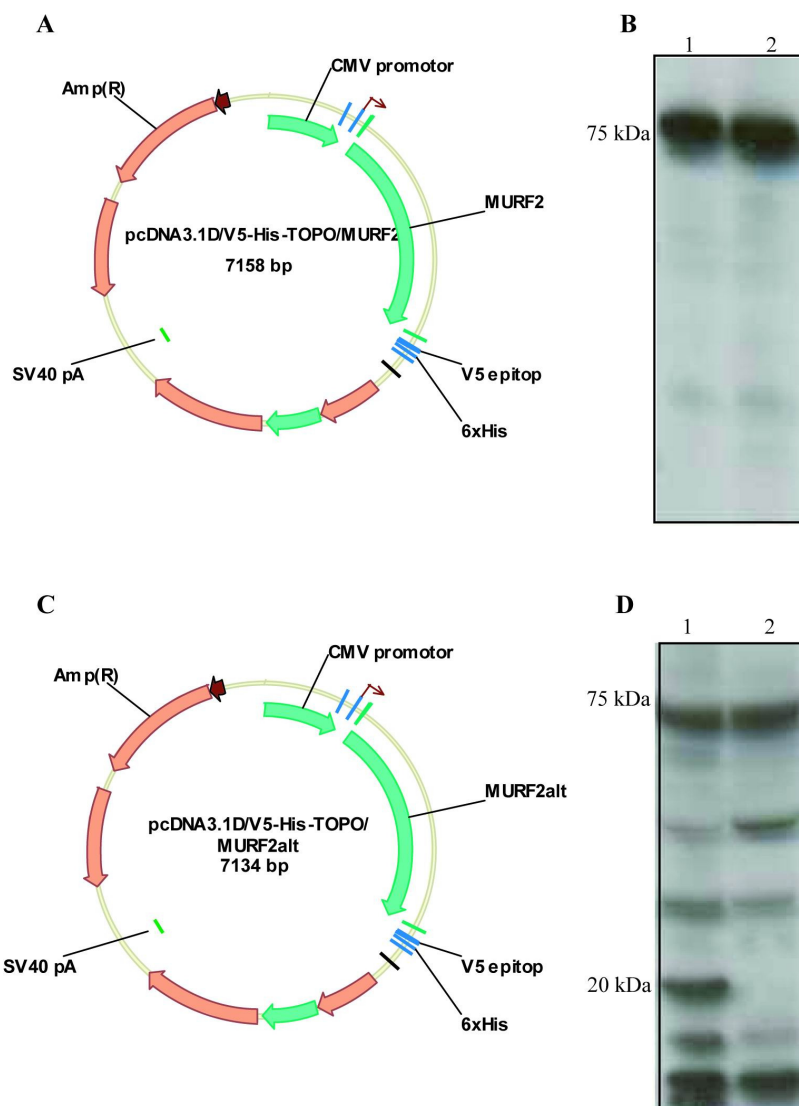 A
CMV promotor
Amp(R)
MURF2
pcDNA3.1D/V5-His-TOPO/MURF2
7158 bp
SV40 pA
V5 epitop
6xHis
B
1 2
75 kDa
C
CMV promotor
Amp(R)
MURF2alt
pcDNA3.1D/V5-His-TOPO/
MURF2alt
7134 bp
SV40 pA
V5 epitop
6xHis
D
1 2
75 kDa
20 kDa